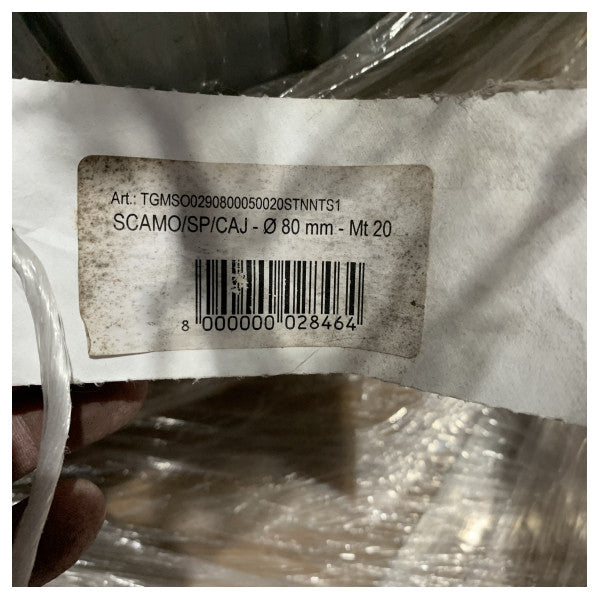 Art.: TGMSO0290800050020STNNTS1
SCAMO/SP/CAJ - Ø 80 mm - Mt 20
8 000000 028464